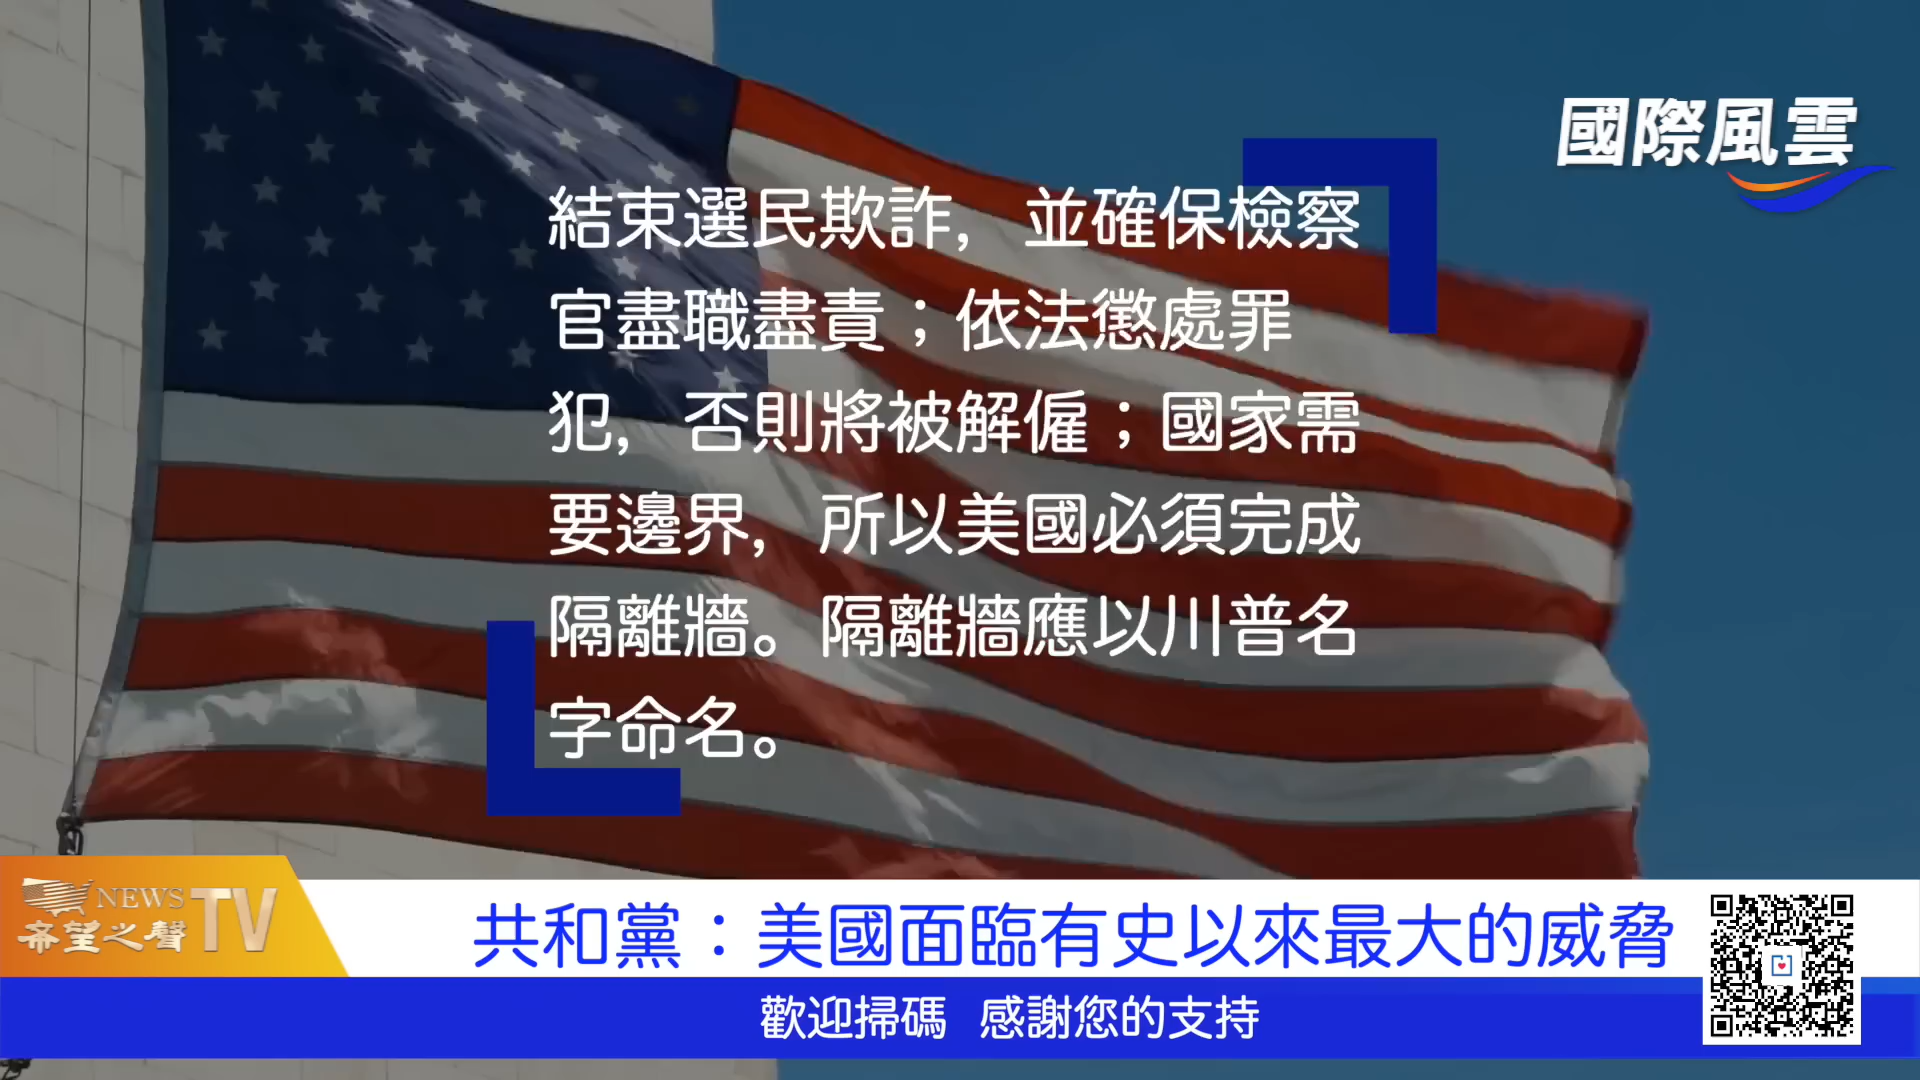 國際風雲
結束選民欺詐，並確保檢察
官盡職盡責；依法懲處罪
犯，否則將被解僱；國家需
要邊界，所以美國必須完成
隔離牆。隔離牆應以川普名
字命名。
NEWS
希望之聲 TV
共和黨：美國面臨有史以來最大的威脅
歡迎掃碼 感謝您的支持